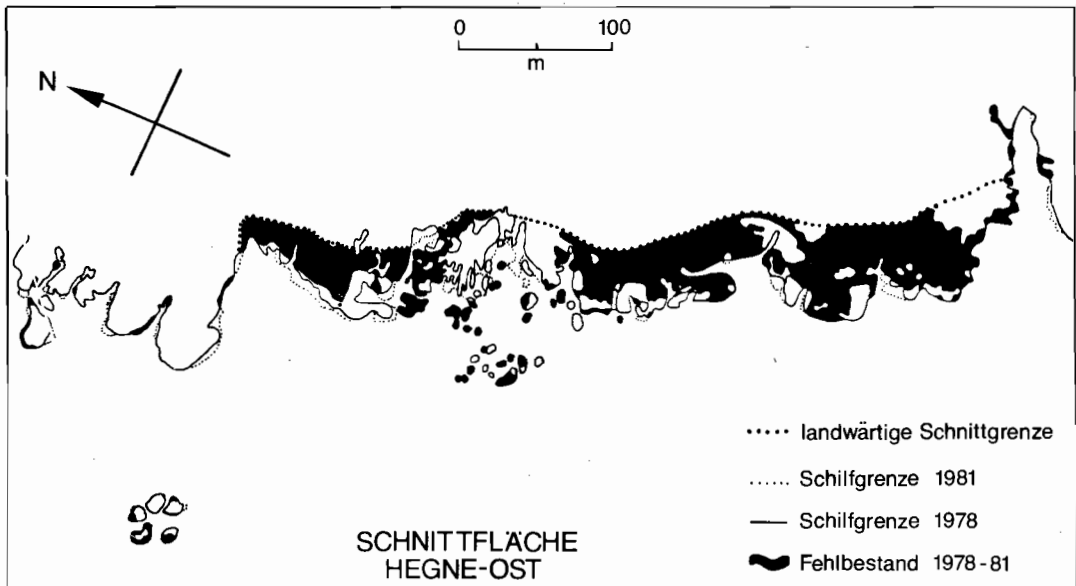 0 100
m
N
landwärtige Schnittgrenze
Schilfgrenze 1981
Schilfgrenze 1978
Fehlbestand 1978-81
SCHNITTFLÄCHE
HEGNE-OST